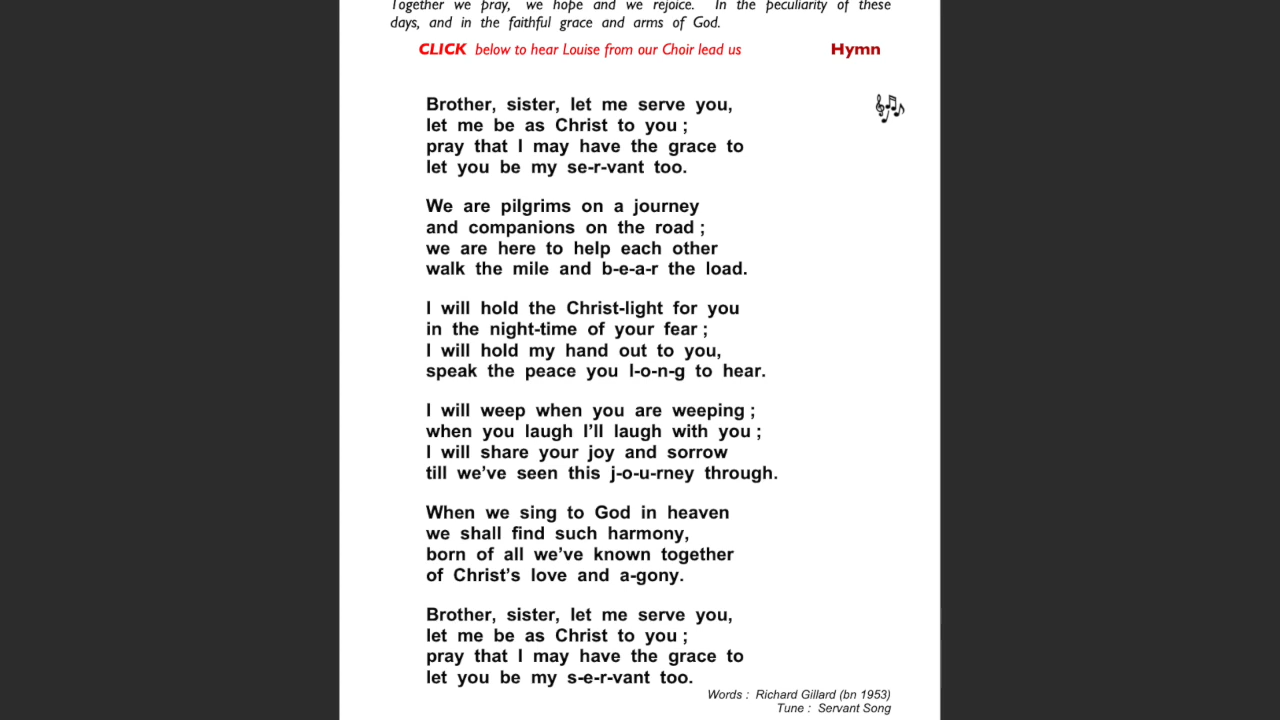 Together we pray, we hope and we rejoice. In the peculiarity of these
days, and in the faithful grace and arms of God.
CLICK below to hear Louise from our Choir lead us Hymn
Brother, sister, let me serve you,
let me be as Christ to you ;
pray that I may have the grace to
let you be my se-r-vant too.
We are pilgrims on a journey
and companions on the road ;
we are here to help each other
walk the mile and b-e-a-r the load.
I will hold the Christ-light for you
in the night-time of your fear ;
I will hold my hand out to you,
speak the peace you l-o-n-g to hear.
I will weep when you are weeping ;
when you laugh I’ll laugh with you ;
I will share your joy and sorrow
till we’ve seen this j-o-u-rney through.
When we sing to God in heaven
we shall find such harmony,
born of all we’ve known together
of Christ’s love and a-gony.
Brother, sister, let me serve you,
let me be as Christ to you ;
pray that I may have the grace to
let you be my s-e-r-vant too.
Words : Richard Gillard (bn 1953)
Tune : Servant Song